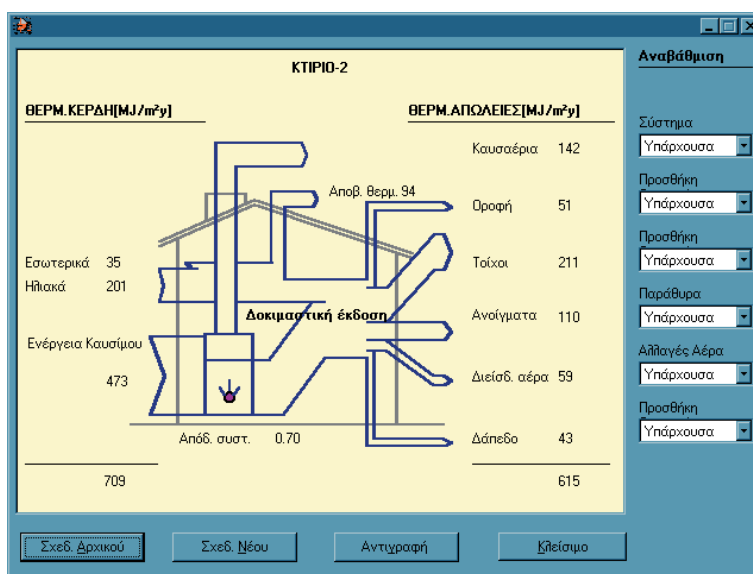 ΚΤΙΡΙΟ-2
ΘΕΡΜ.ΚΕΡΔΗ[MJ/m²y]
ΘΕΡΜ.ΑΠΩΛΕΙΕΣ[MJ/m²y]
Καυσαέρια 142
Αποβ. θερμ. 94
Οροφή 51
Εσωτερικά 35
Τοίχοι 211
Ηλιακά 201
Δοκιμαστική έκδοση
Ανοίγματα 110
Ενέργεια Καυσίμου
473
Διείσδ. αέρα 59
Απόδ. συστ. 0.70
Δάπεδο 43
709
615
Αναβάθμιση
Σύστημα
Υπάρχουσα
Προσθήκη
Υπάρχουσα
Προσθήκη
Υπάρχουσα
Παράθυρα
Υπάρχουσα
Αλλαγές Αέρα
Υπάρχουσα
Προσθήκη
Υπάρχουσα
Σχεδ. Αρχικού
Σχεδ. Νέου
Αντιγραφή
Κλείσιμο